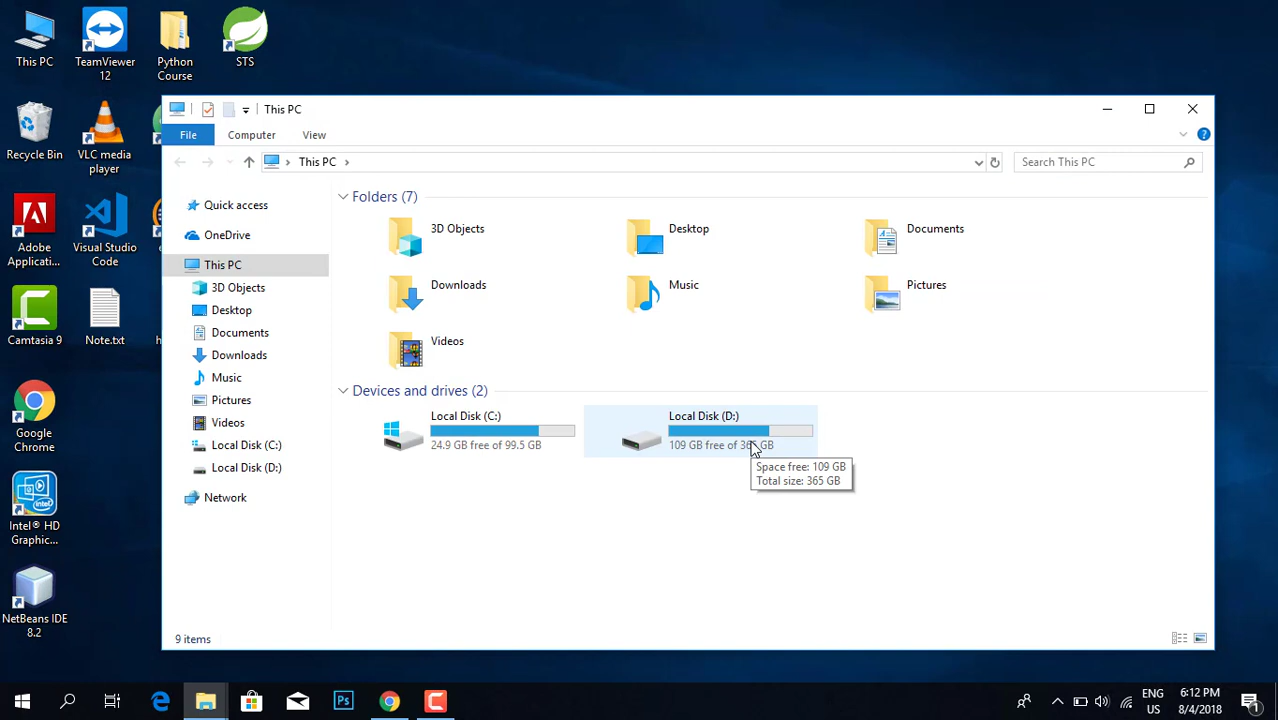 This PC
TeamViewer
12
Python
Course
STS
Recycle Bin
VLC media
player
Adobe
Applicati...
Visual Studio
Code
Camtasia 9
Note.txt
Google
Chrome
Intel® HD
Graphic...
NetBeans IDE
8.2
This PC
File
Computer
View
This PC
Search This PC
Quick access
OneDrive
This PC
3D Objects
Desktop
Documents
Downloads
Music
Pictures
Videos
Local Disk (C:)
Local Disk (D:)
Network
Folders (7)
3D Objects
Desktop
Documents
Downloads
Music
Pictures
Videos
Devices and drives (2)
Local Disk (C:)
24.9 GB free of 99.5 GB
Local Disk (D:)
109 GB free of 365 GB
Space free: 109 GB
Total size: 365 GB
9 items
Ps
ENG
US
6:12 PM
8/4/2018
1